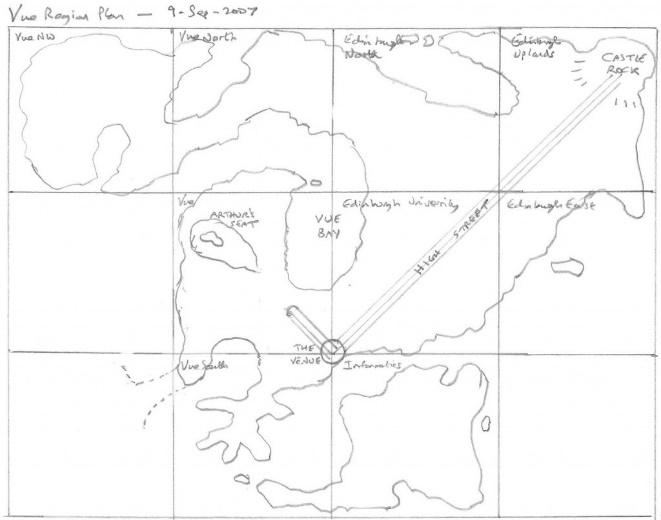 Vue Region Plan — 9-Sep-2007
Vue NW
Vue North
Edinburgh
North
Edinburgh
Uplands
CASTLE
ROCK
Vue
ARTHUR'S
SEAT
VUE
BAY
Edinburgh University
Edinburgh East
HIGH STREET
THE
VENUE
Vue South
Informatics